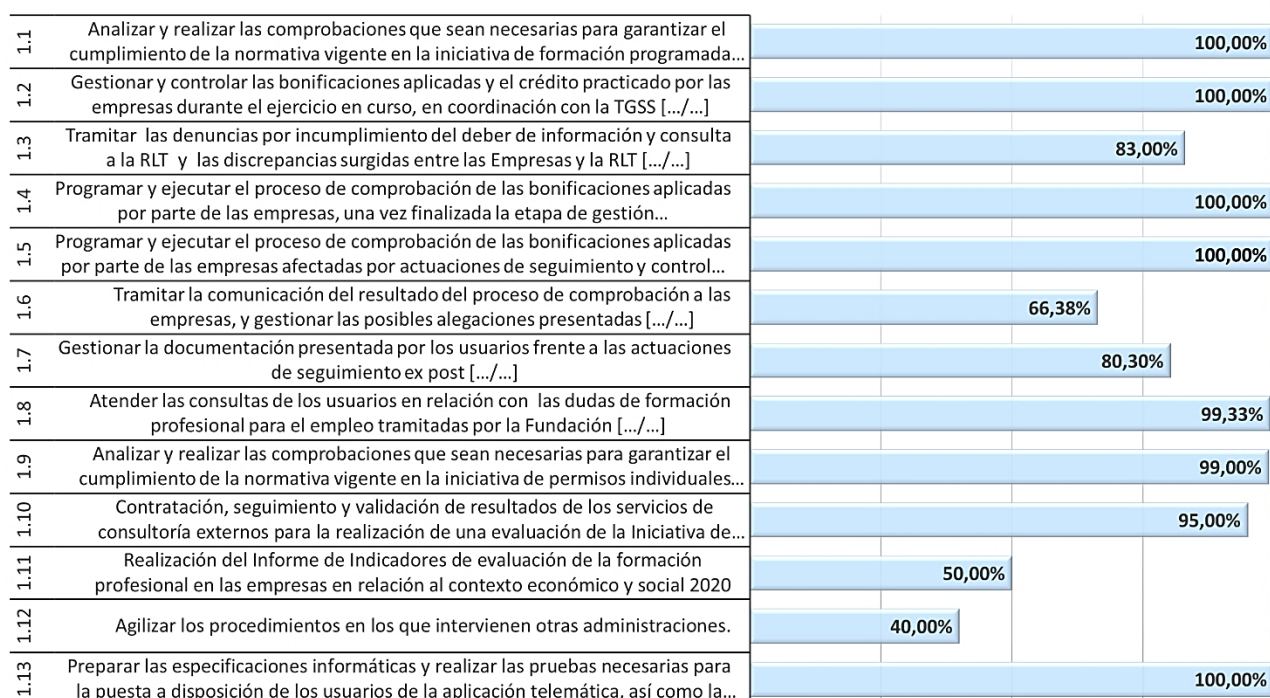 1.1
Analizar y realizar las comprobaciones que sean necesarias para garantizar el
cumplimiento de la normativa vigente en la iniciativa de formación programada...
100,00%
1.2
Gestionar y controlar las bonificaciones aplicadas y el crédito practicado por las
empresas durante el ejercicio en curso, en coordinación con la TGSS [.../...]
100,00%
1.3
Tramitar las denuncias por incumplimiento del deber de información y consulta
a la RLT y las discrepancias surgidas entre las Empresas y la RLT [.../...]
83,00%
1.4
Programar y ejecutar el proceso de comprobación de las bonificaciones aplicadas
por parte de las empresas, una vez finalizada la etapa de gestión...
100,00%
1.5
Programar y ejecutar el proceso de comprobación de las bonificaciones aplicadas
por parte de las empresas afectadas por actuaciones de seguimiento y control...
100,00%
1.6
Tramitar la comunicación del resultado del proceso de comprobación a las
empresas, y gestionar las posibles alegaciones presentadas [.../...]
66,38%
1.7
Gestionar la documentación presentada por los usuarios frente a las actuaciones
de seguimiento ex post [.../...]
80,30%
1.8
Atender las consultas de los usuarios en relación con las dudas de formación
profesional para el empleo tramitadas por la Fundación [.../...]
99,33%
1.9
Analizar y realizar las comprobaciones que sean necesarias para garantizar el
cumplimiento de la normativa vigente en la iniciativa de permisos individuales...
99,00%
1.10
Contratación, seguimiento y validación de resultados de los servicios de
consultoría externos para la realización de una evaluación de la Iniciativa de...
95,00%
1.11
Realización del Informe de Indicadores de evaluación de la formación
profesional en las empresas en relación al contexto económico y social 2020
50,00%
1.12
Agilizar los procedimientos en los que intervienen otras administraciones.
40,00%
1.13
Preparar las especificaciones informáticas y realizar las pruebas necesarias para
la puesta a disposición de los usuarios de la aplicación telemática, así como la...
100,00%